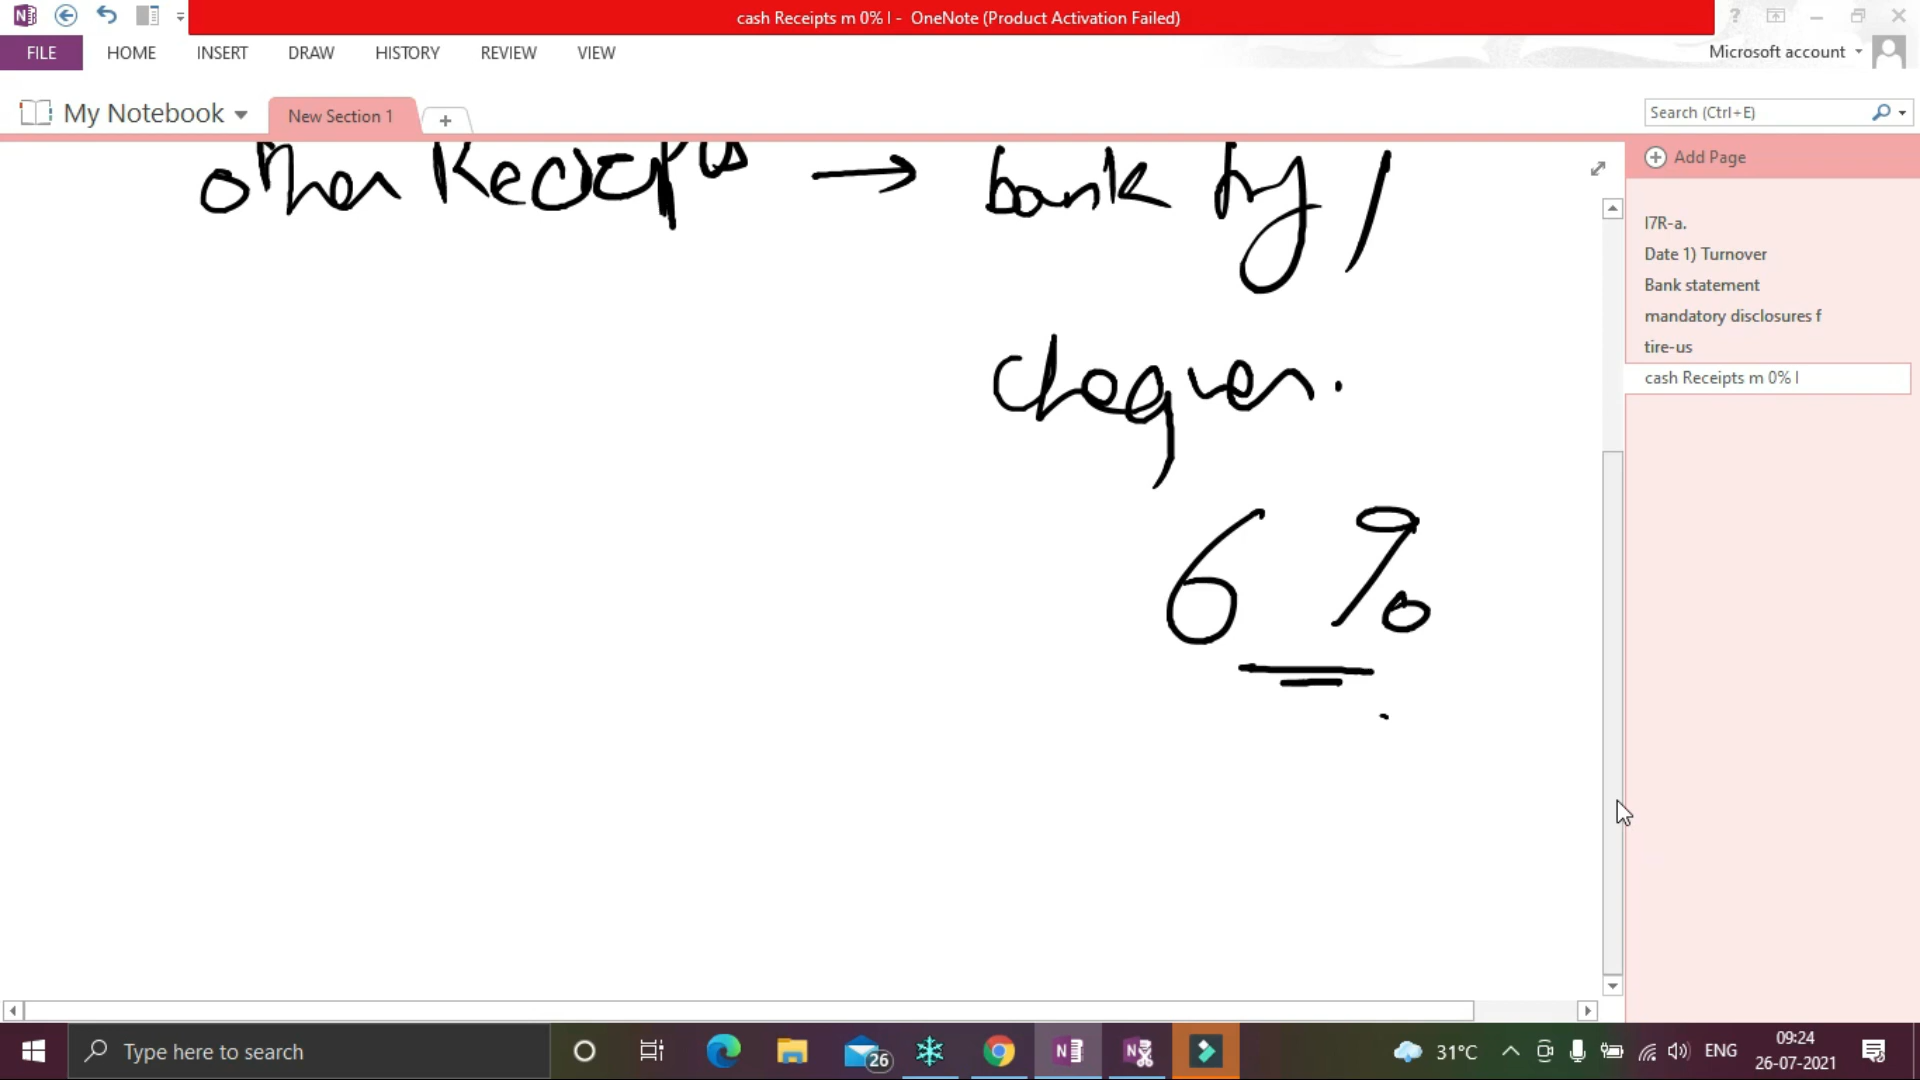 cash Receipts m 0% l - OneNote (Product Activation Failed)
?
FILE HOME INSERT DRAW HISTORY REVIEW VIEW
Microsoft account
My Notebook
New Section 1
+
Search (Ctrl+E)
Add Page
I7R-a.
Date 1) Turnover
Bank statement
mandatory disclosures f
tire-us
cash Receipts m 0% l
other Receipts → bank by /
cheques.
6 %
Type here to search
26
31°C
ENG
09:24
26-07-2021